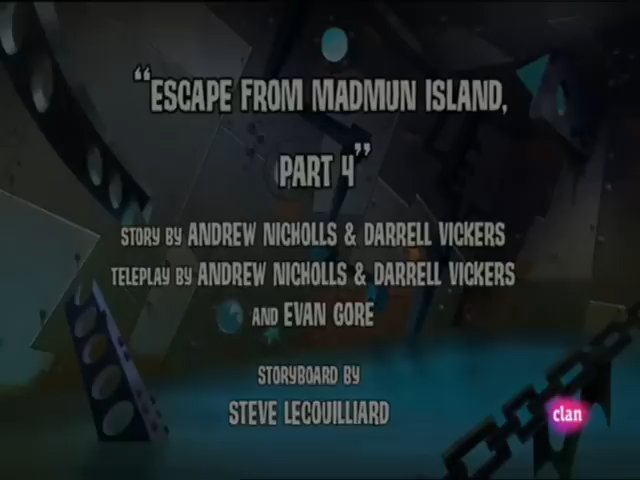 “ESCAPE FROM MADMUN ISLAND,
PART 4”
STORY BY ANDREW NICHOLLS & DARRELL VICKERS
TELEPLAY BY ANDREW NICHOLLS & DARRELL VICKERS
AND EVAN GORE
STORYBOARD BY
STEVE LECOUILLIARD
clan